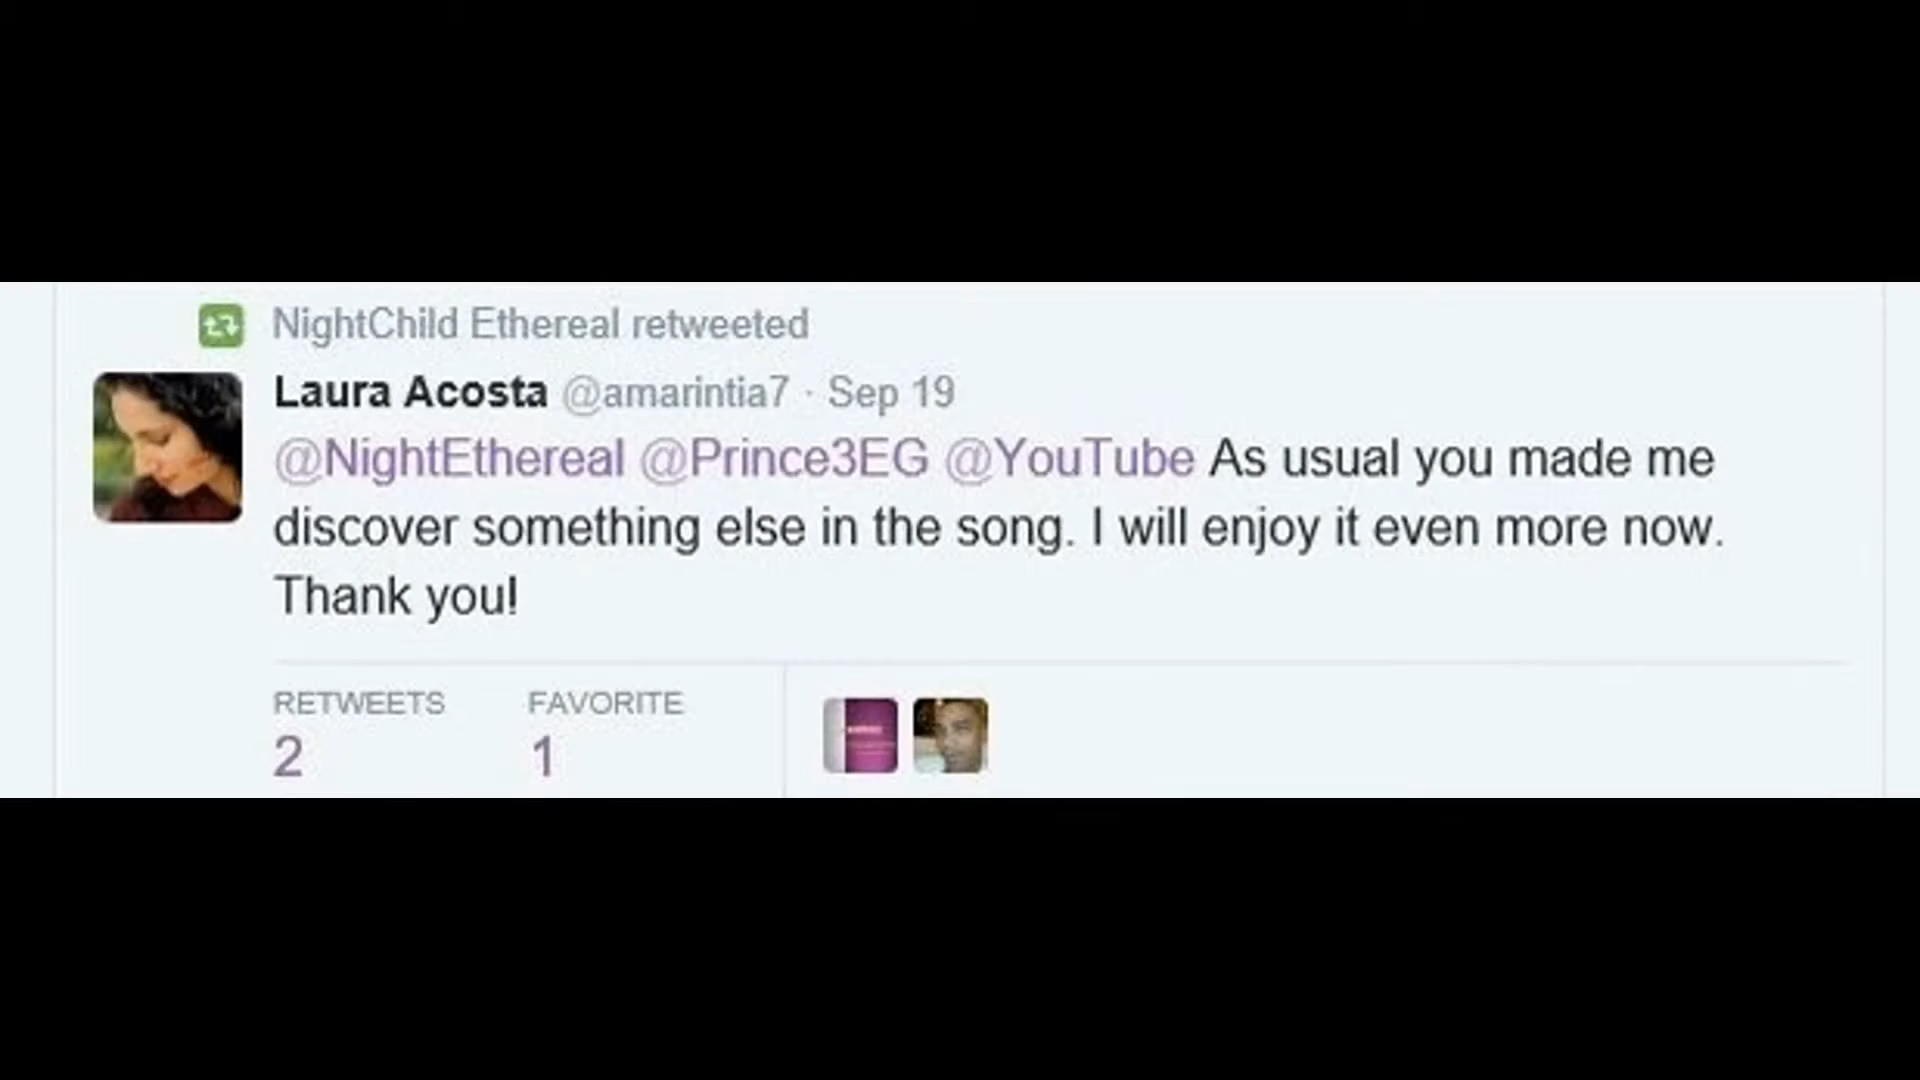 NightChild Ethereal retweeted
Laura Acosta @amarintia7 · Sep 19
@NightEthereal @Prince3EG @YouTube As usual you made me
discover something else in the song. I will enjoy it even more now.
Thank you!
RETWEETS FAVORITE
2 1